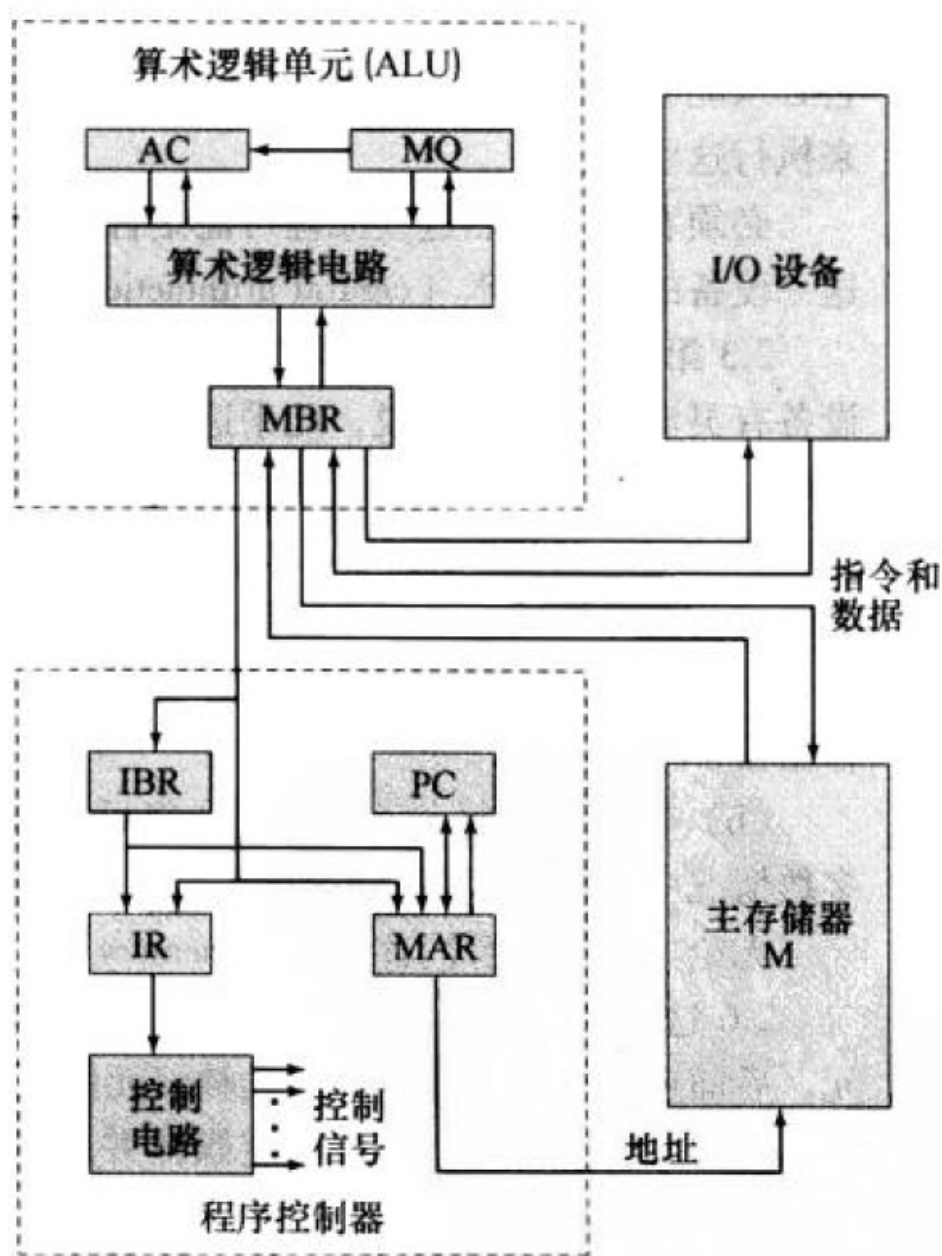 算术逻辑单元(ALU)
AC
MQ
算术逻辑电路
MBR
I/O 设备
指令和
数据
IBR
PC
IR
MAR
主存储器
M
控制
电路
控制
信号
地址
程序控制器